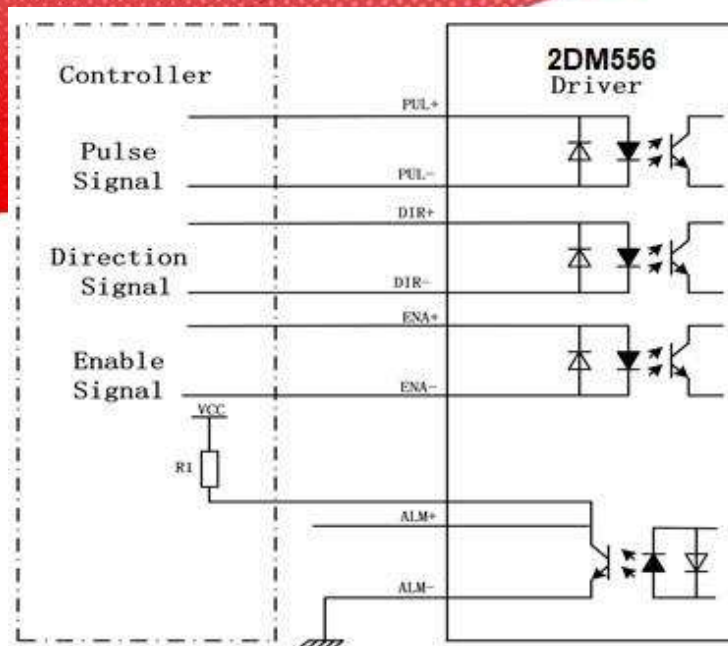 Controller
2DM556
Driver
PUL+
Pulse
Signal
PUL-
DIR+
Direction
Signal
DIR-
ENA+
Enable
Signal
ENA-
VCC
R1
ALM+
ALM-